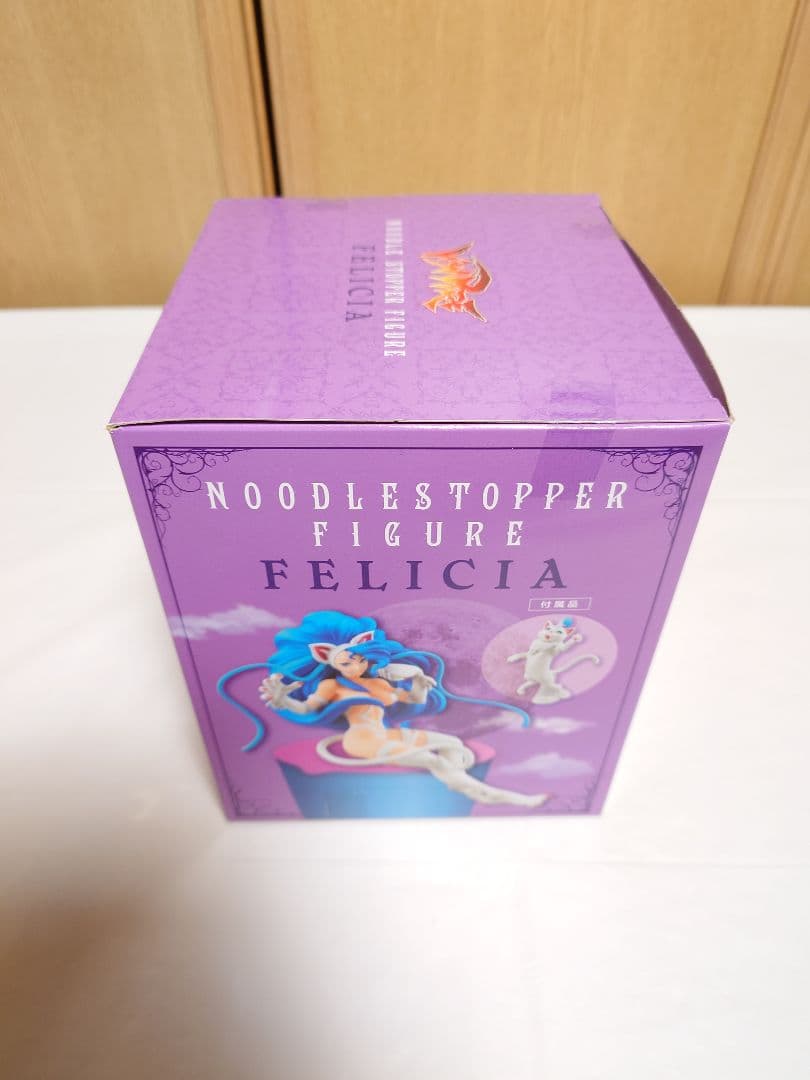 NOODLE STOPPER FIGURE
FELICIA
NOODLESTOPPER
FIGURE
FELICIA
付属品